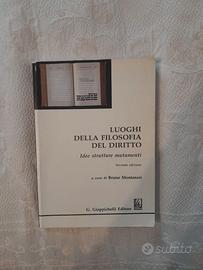 LUOGHI
DELLA FILOSOFIA
DEL DIRITTO
Idee strutture mutamenti
Seconda edizione
a cura di Bruno Montanari
G. Giappichelli Editore
subito